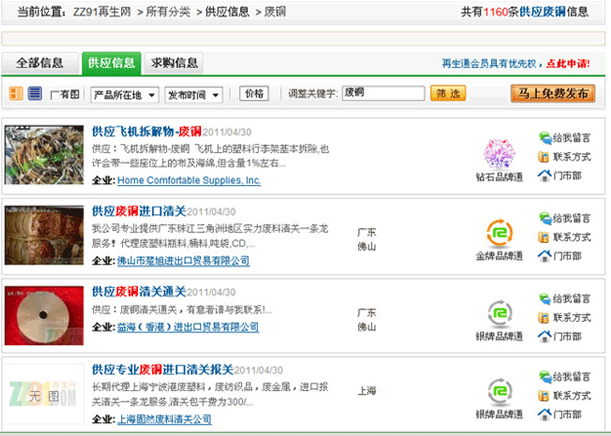 当前位置: ZZ91再生网 > 所有分类 > 供应信息 > 废铜
共有1160条供应废铜信息
全部信息 供应信息 求购信息
再生通会员具有优先权，点此申请!
有图 产品所在地 发布时间 价格 调整关键字: 废铜 筛 选 马上免费发布
供应飞机拆解物-废铜2011/04/30
供应：飞机拆解物-废铜 飞机上的塑料行李架基本拆除,也
许会带一些座位上的布及海绵,但含量1%左右...
企业: Home Comfortable Supplies, Inc.
钻石品牌通
给我留言
联系方式
门市部
供应废铜进口清关2011/04/30
我公司专业提供广东珠江三角洲地区实力废料清关一条龙
服务！代理废塑料颗料,桶料,吨袋,CD,...
企业: 佛山市楚旭进出口贸易有限公司
广东
佛山
金牌品牌通
给我留言
联系方式
门市部
供应废铜清关通关2011/04/30
供应：废铜清关通关，有意者请与我联系!...
企业: 益海（香港）进出口贸易有限公司
广东
佛山
银牌品牌通
给我留言
联系方式
门市部
供应专业废铜进口清关报关2011/04/30
长期代理上海宁波港废塑料，废纺织品，废金属，进口报
关清关一条龙服务.清关包干费为300/...
企业: 上海固然废料清关公司
上海
银牌品牌通
给我留言
联系方式
门市部
无 图